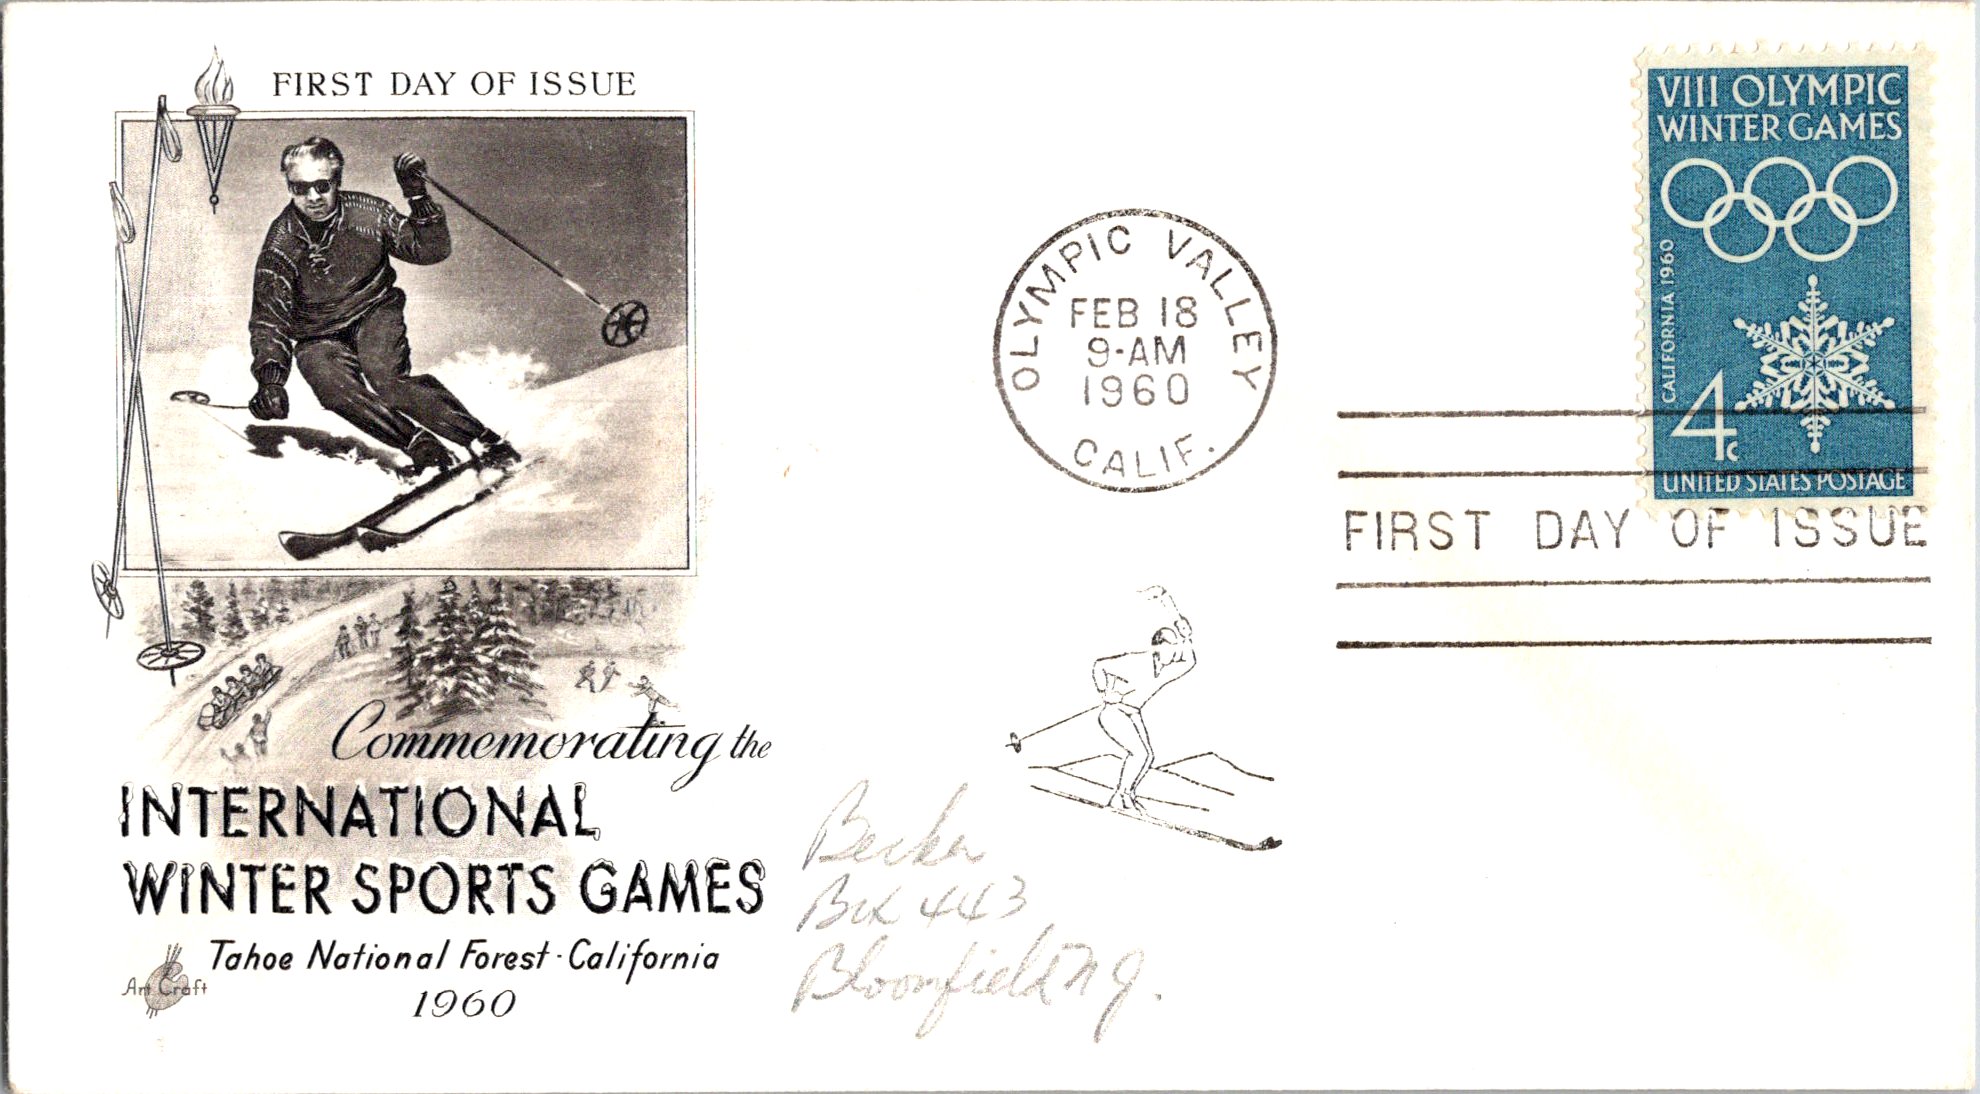 FIRST DAY OF ISSUE
Commemorating the
INTERNATIONAL
WINTER SPORTS GAMES
Tahoe National Forest - California
1960
Art Craft
OLYMPIC VALLEY
FEB 18
9-AM
1960
CALIF.
VIII OLYMPIC
WINTER GAMES
CALIFORNIA 1960
4c
UNITED STATES POSTAGE
FIRST DAY OF ISSUE
Becker
Box 443
Bloomfield, N J.